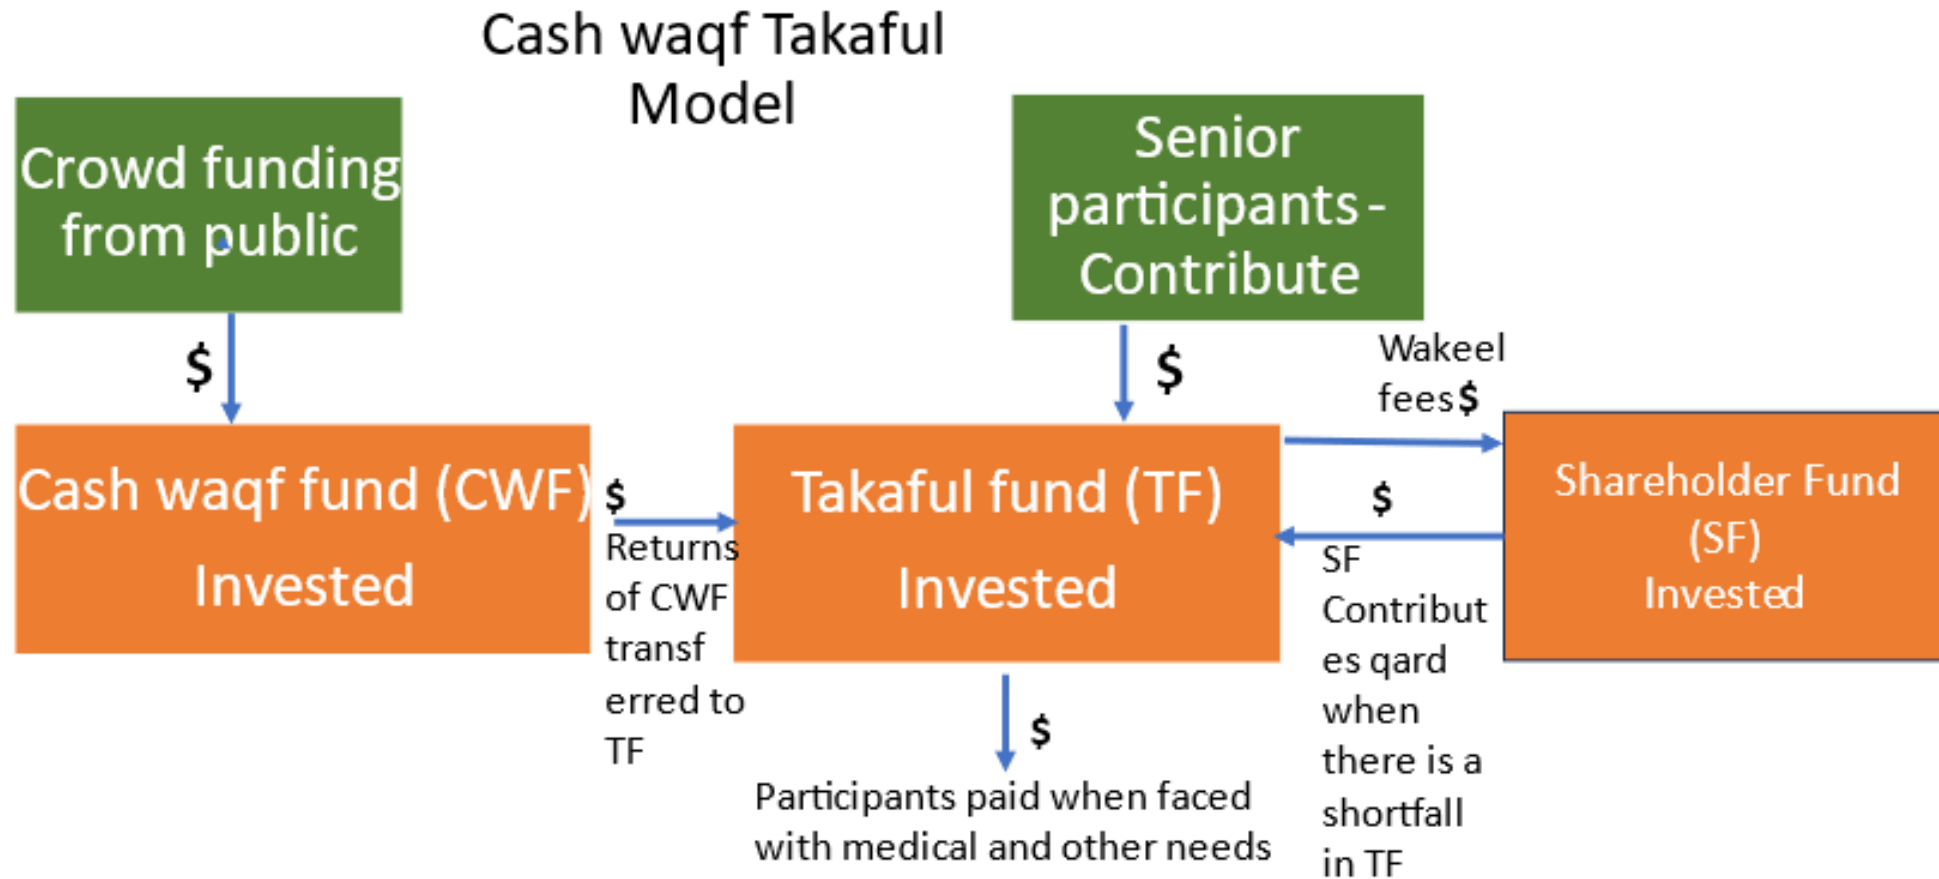 Cash waqf Takaful
Model
Crowd funding
from public
Senior
participants -
Contribute
$
$
Wakeel
fees $
Cash waqf fund (CWF)
Invested
$
Returns
of CWF
transf
erred to
TF
Takaful fund (TF)
Invested
$
SF
Contribut
es qard
when
there is a
shortfall
in TF
Shareholder Fund
(SF)
Invested
$
Participants paid when faced
with medical and other needs